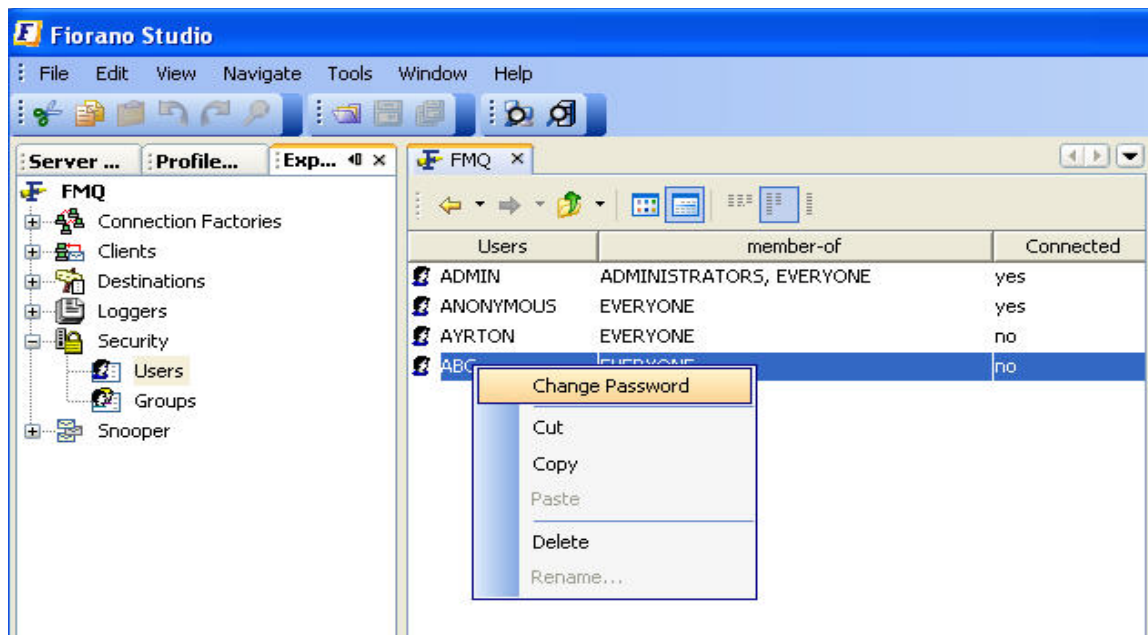 Fiorano Studio
File Edit View Navigate Tools Window Help
Server ... Profile... Exp...
FMQ
Connection Factories
Clients
Destinations
Loggers
Security
Users
Groups
Snooper
FMQ
Users member-of Connected
ADMIN ADMINISTRATORS, EVERYONE yes
ANONYMOUS EVERYONE yes
AYRTON EVERYONE no
ABC EVERYONE no
Change Password
Cut
Copy
Paste
Delete
Rename...